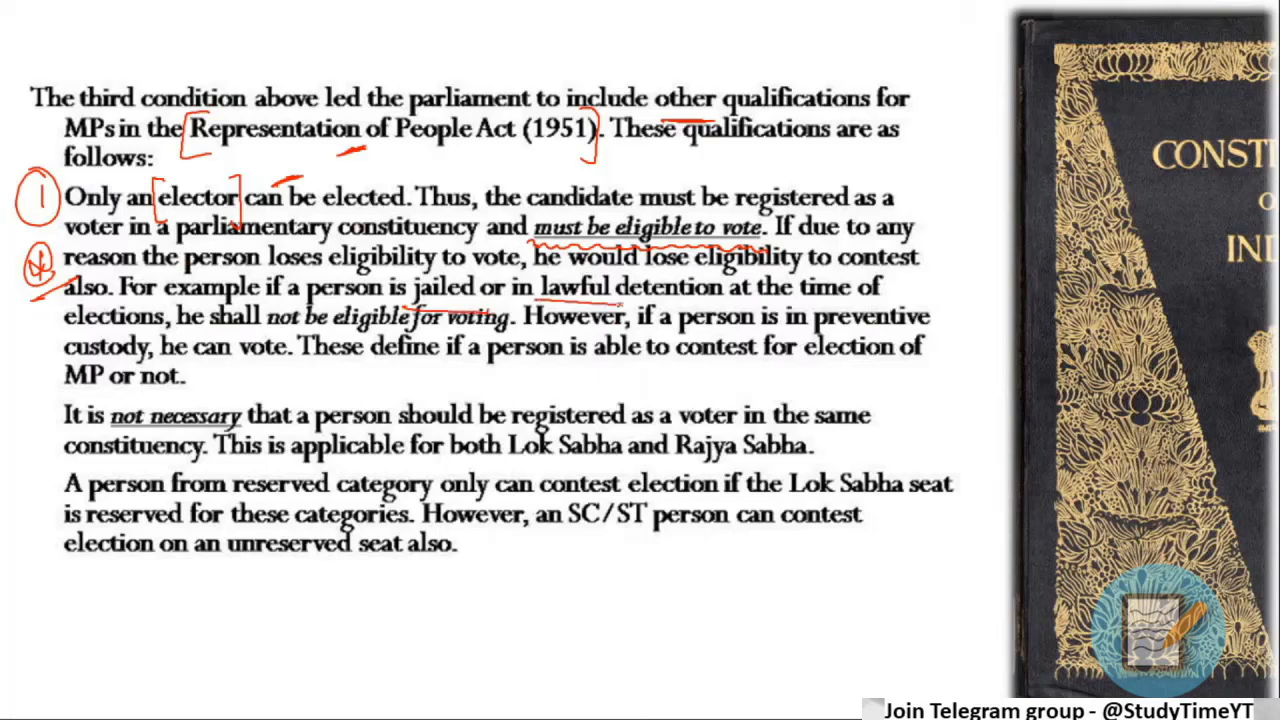 The third condition above led the parliament to include other qualifications for
MPs in the Representation of People Act (1951). These qualifications are as
follows:
1
Only an elector can be elected. Thus, the candidate must be registered as a
voter in a parliamentary constituency and must be eligible to vote. If due to any
reason the person loses eligibility to vote, he would lose eligibility to contest
also. For example if a person is jailed or in lawful detention at the time of
elections, he shall not be eligible for voting. However, if a person is in preventive
custody, he can vote. These define if a person is able to contest for election of
MP or not.
It is not necessary that a person should be registered as a voter in the same
constituency. This is applicable for both Lok Sabha and Rajya Sabha.
A person from reserved category only can contest election if the Lok Sabha seat
is reserved for these categories. However, an SC/ST person can contest
election on an unreserved seat also.
CONSTI
O
IND
Join Telegram group - @StudyTimeYT